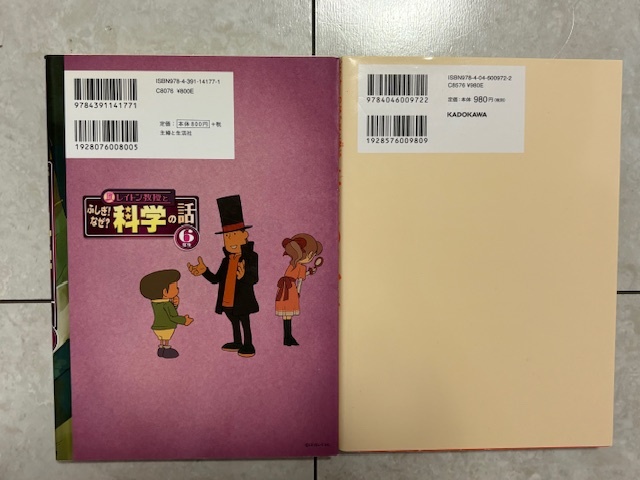 ISBN978-4-391-14177-1
C8076 ¥800E
9784391141771
定価: 本体800円 +税
主婦と生活社
1928076008005
レイトン教授と、
ふしぎ!
なぜ?
科学の話
6
年生
ISBN978-4-04-600972-2
C8576 ¥980E
9784046009722
定価:本体980円(税別)
KADOKAWA
1928576009809